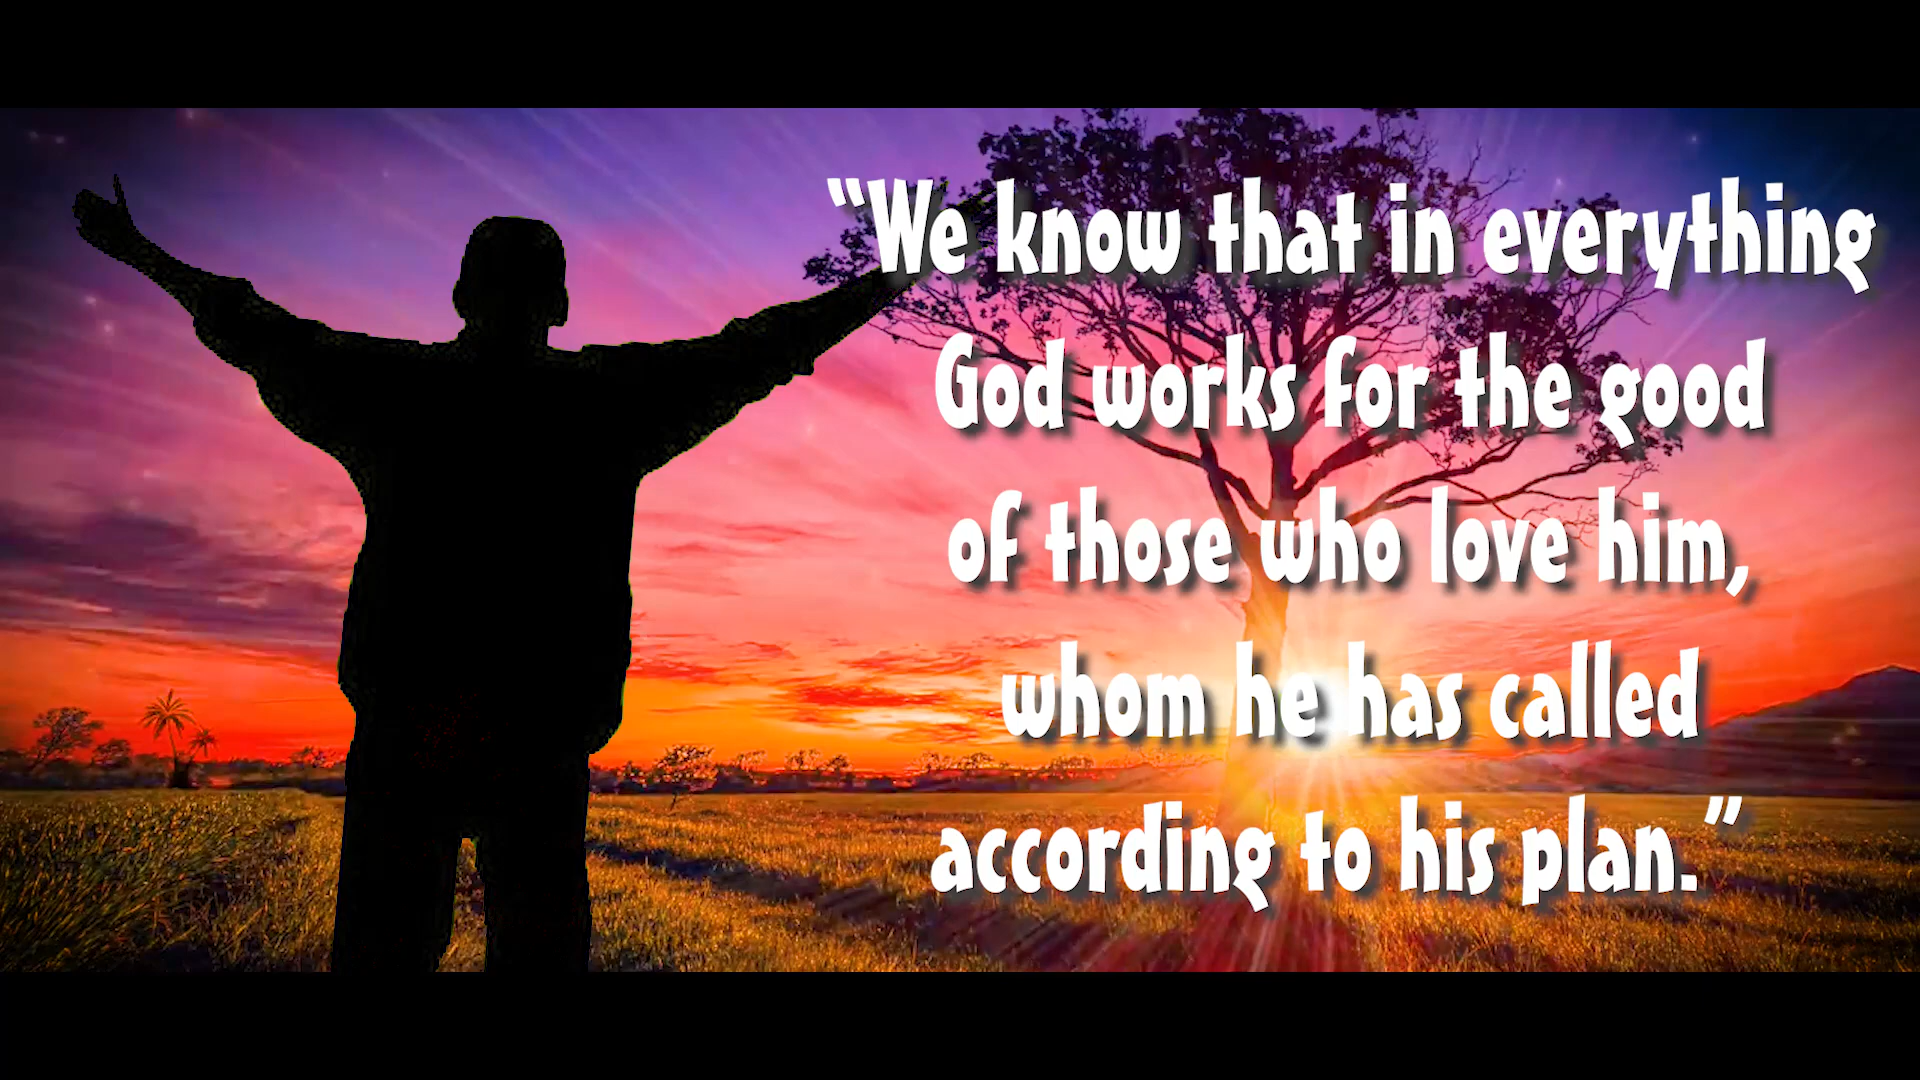 “We know that in everything
God works for the good
of those who love him,
whom he has called
according to his plan.”